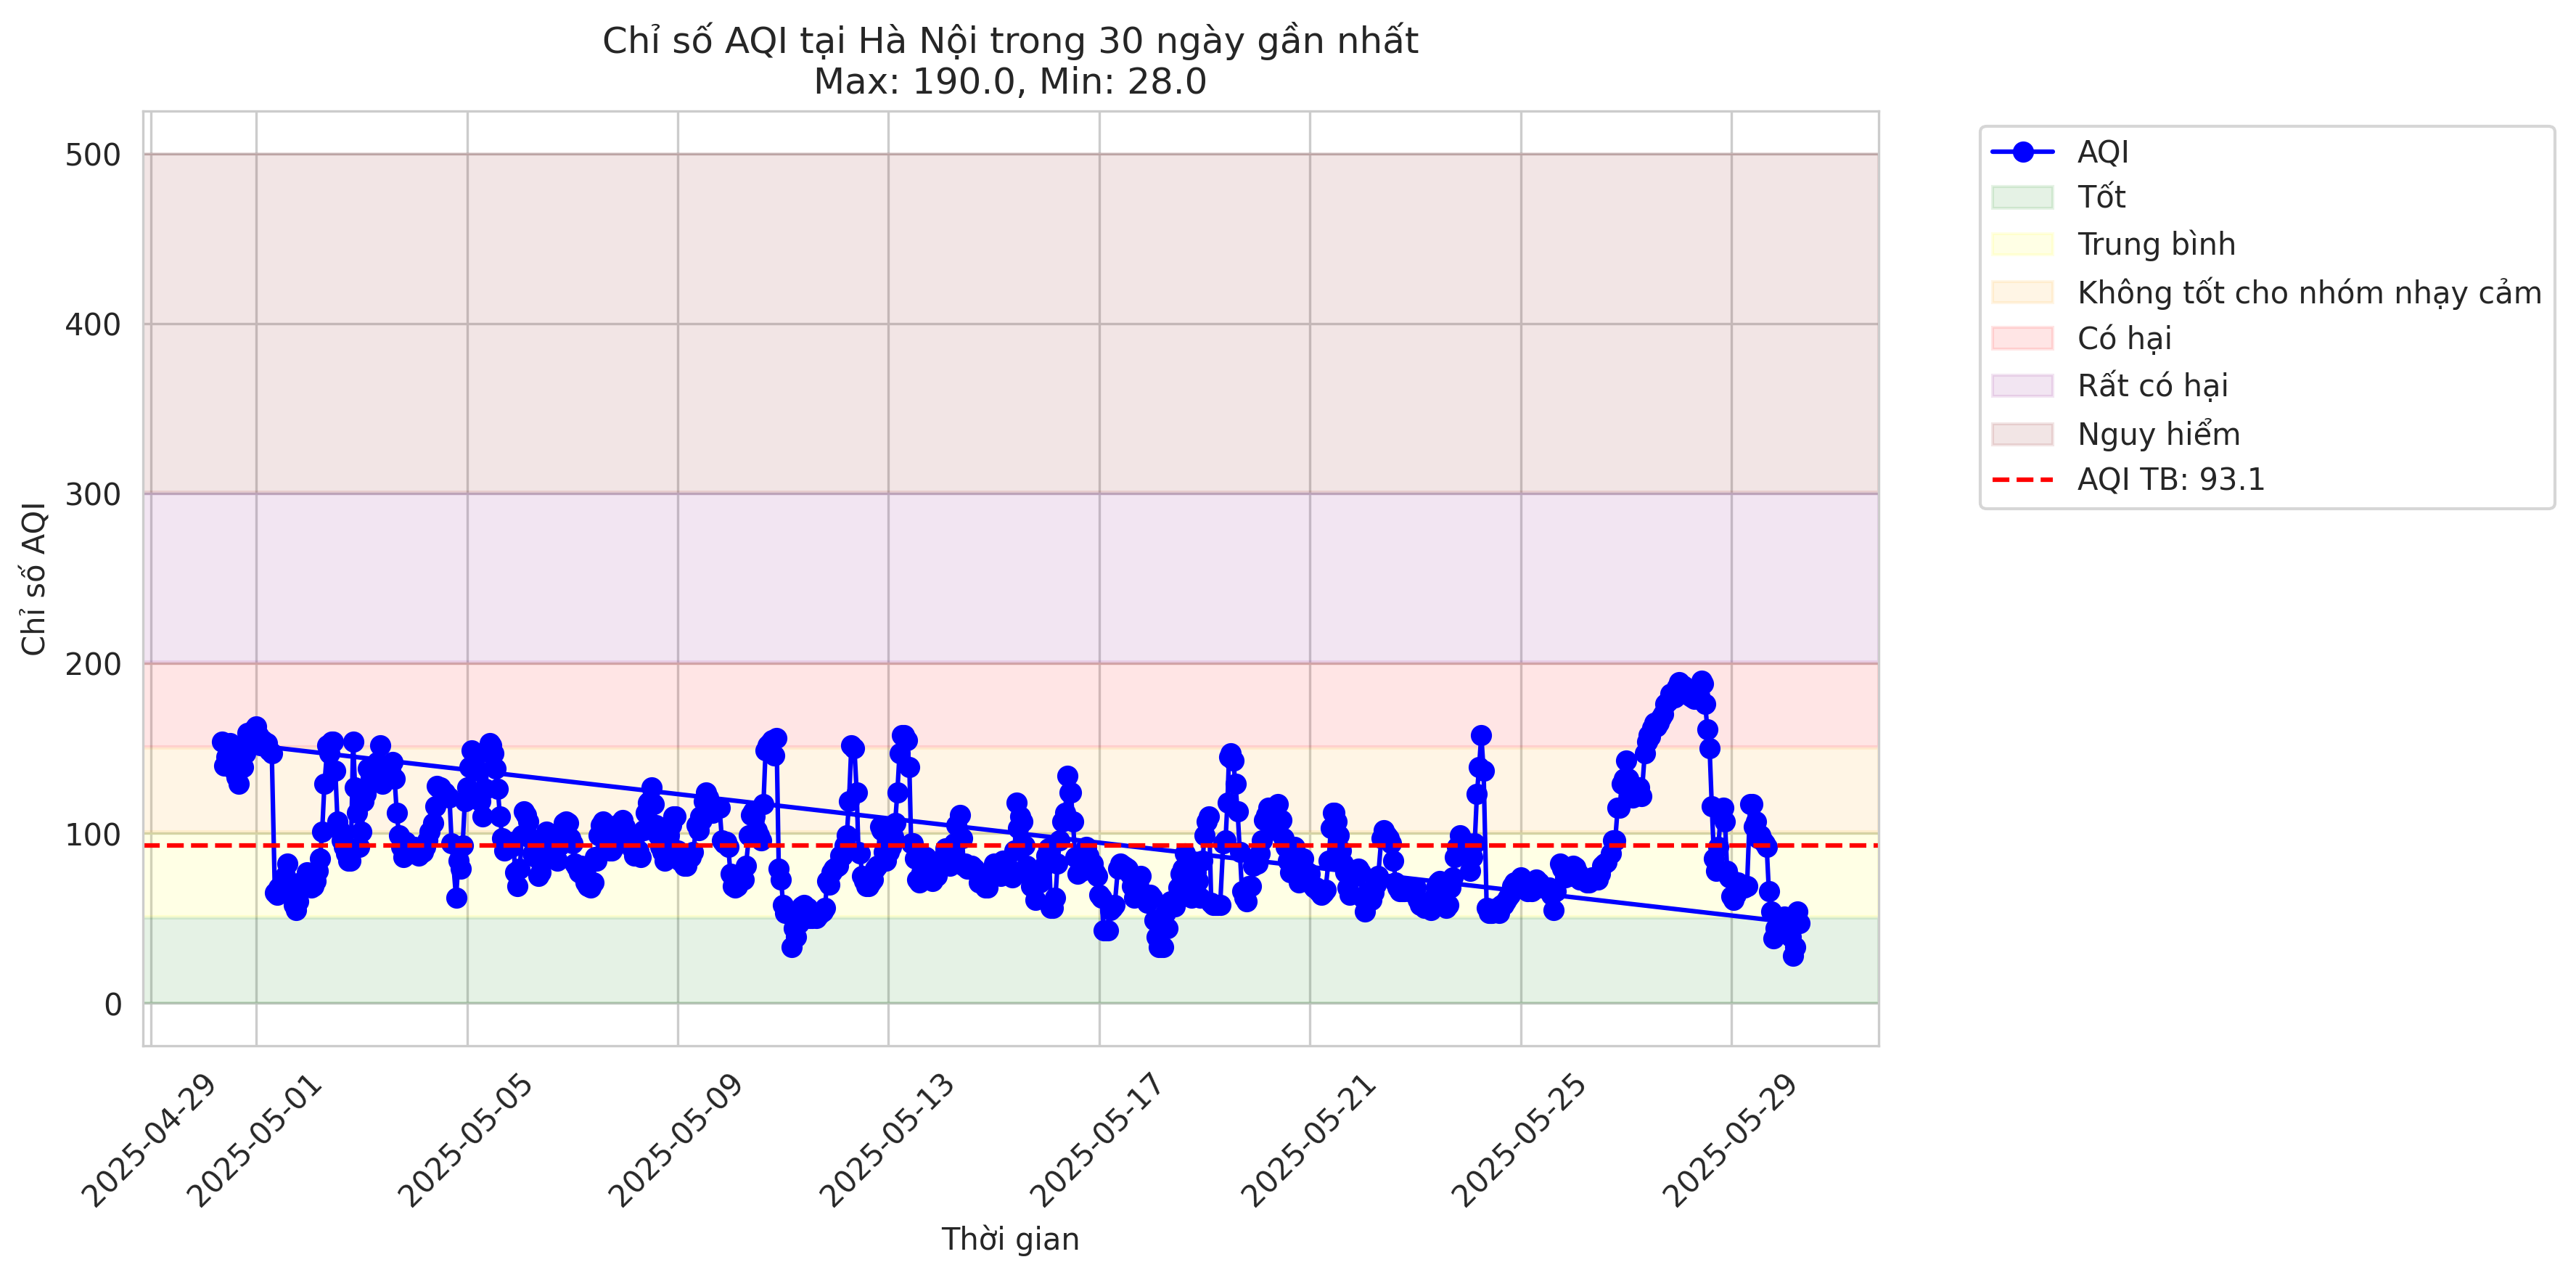 Chỉ số AQI tại Hà Nội trong 30 ngày gần nhất
Max: 190.0, Min: 28.0
Chỉ số AQI
500
400
300
200
100
0
2025-04-29
2025-05-01
2025-05-05
2025-05-09
2025-05-13
2025-05-17
2025-05-21
2025-05-25
2025-05-29
Thời gian
AQI
Tốt
Trung bình
Không tốt cho nhóm nhạy cảm
Có hại
Rất có hại
Nguy hiểm
AQI TB: 93.1